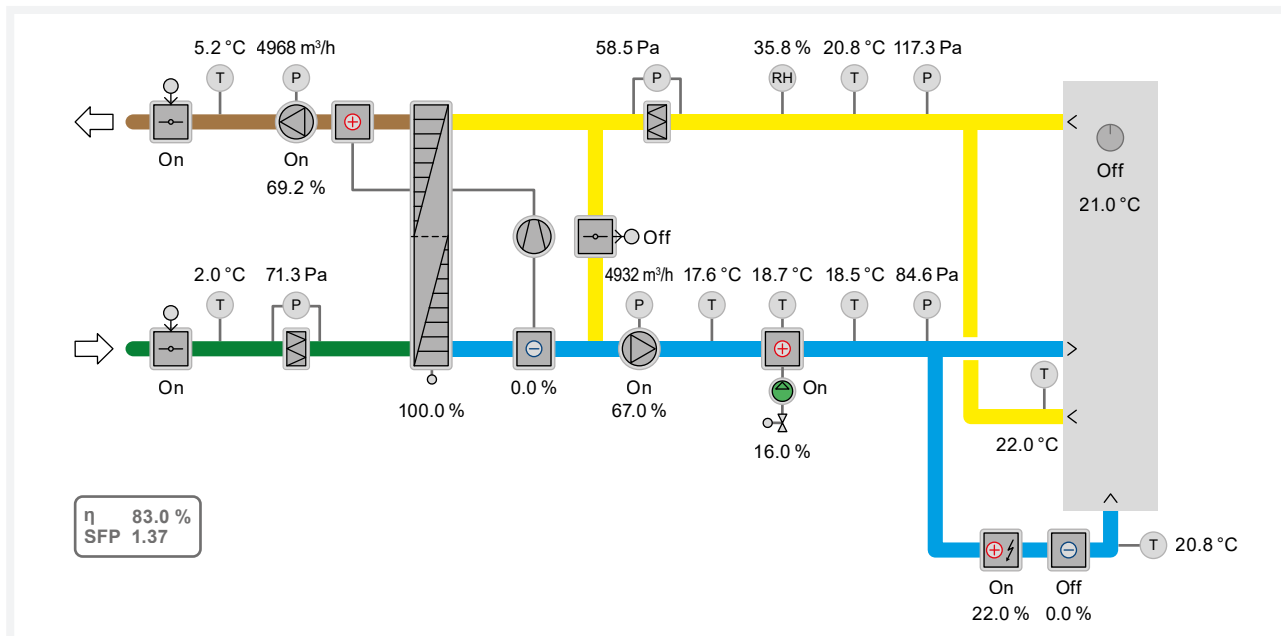 5.2 °C 4968 m³/h 58.5 Pa 35.8 % 20.8 °C 117.3 Pa
T P P RH T P
On On Off
69.2 % 21.0 °C
Off
2.0 °C 71.3 Pa 4932 m³/h 17.6 °C 18.7 °C 18.5 °C 84.6 Pa
T P P T T T P
T
On 0.0 % On On
100.0 % 67.0 %
22.0 °C
16.0 %
η 83.0 %
SFP 1.37
T 20.8 °C
On Off
22.0 % 0.0 %